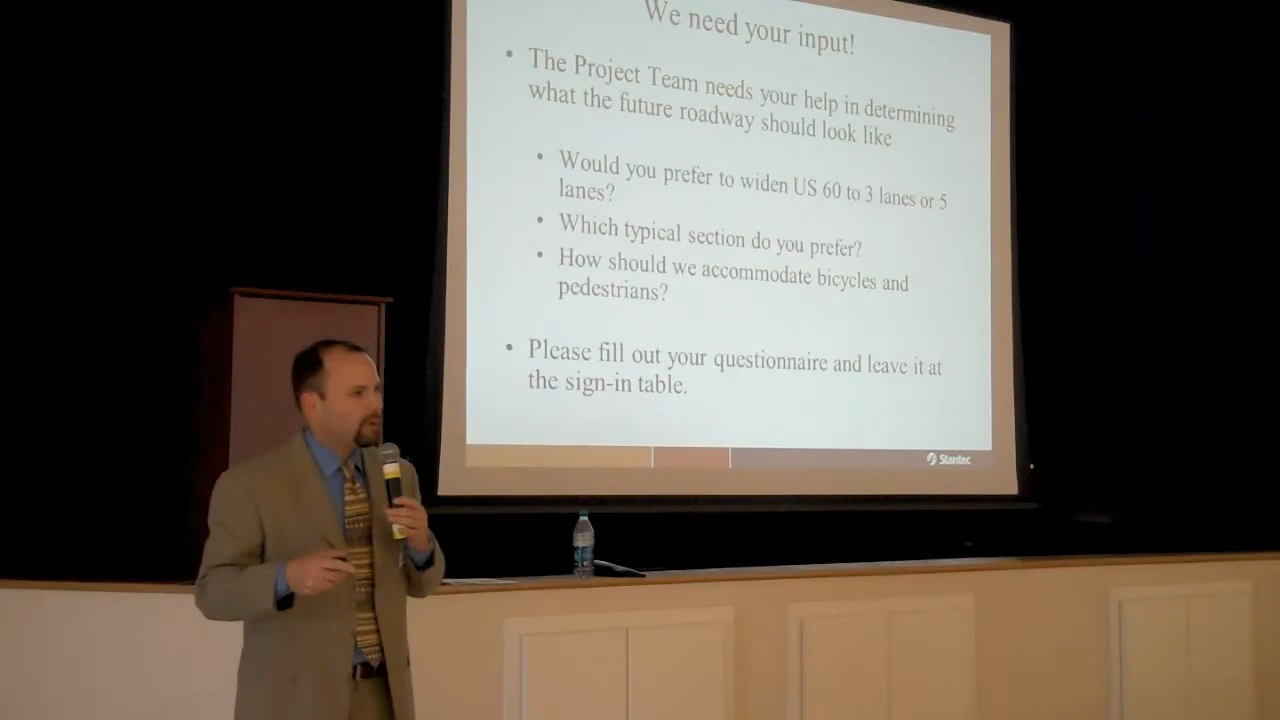 We need your input!
• The Project Team needs your help in determining
what the future roadway should look like
• Would you prefer to widen US 60 to 3 lanes or 5
lanes?
• Which typical section do you prefer?
• How should we accommodate bicycles and
pedestrians?
• Please fill out your questionnaire and leave it at
the sign-in table.
Stantec